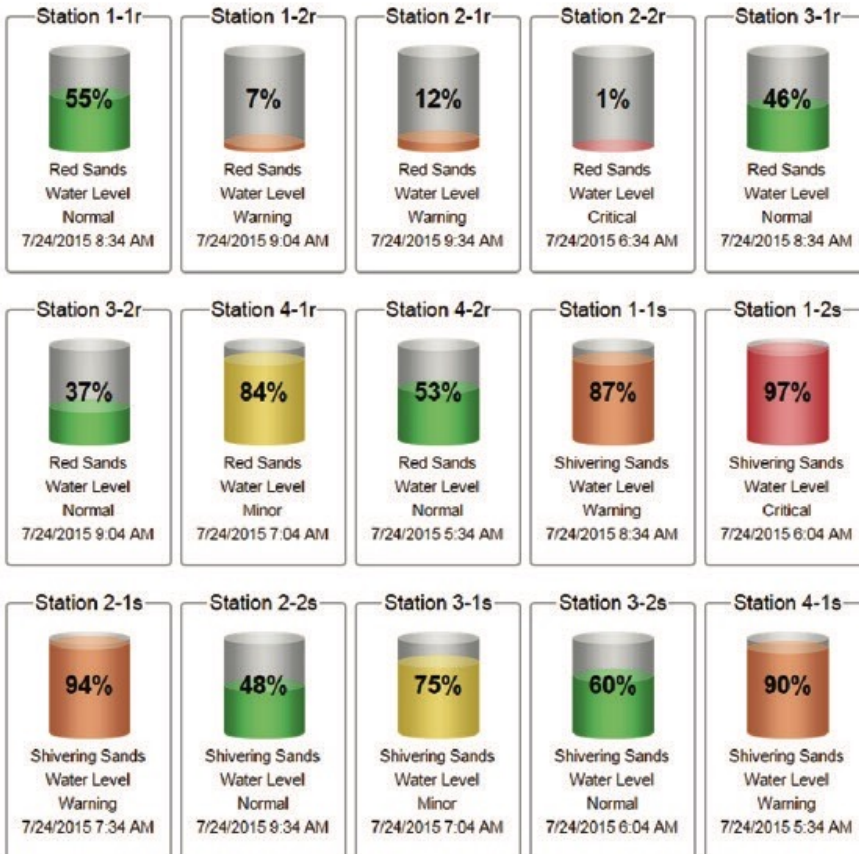 Station 1-1r
55%
Red Sands
Water Level
Normal
7/24/2015 8:34 AM
Station 1-2r
7%
Red Sands
Water Level
Warning
7/24/2015 9:04 AM
Station 2-1r
12%
Red Sands
Water Level
Warning
7/24/2015 9:34 AM
Station 2-2r
1%
Red Sands
Water Level
Critical
7/24/2015 6:34 AM
Station 3-1r
46%
Red Sands
Water Level
Normal
7/24/2015 8:34 AM
Station 3-2r
37%
Red Sands
Water Level
Normal
7/24/2015 9:04 AM
Station 4-1r
84%
Red Sands
Water Level
Minor
7/24/2015 7:04 AM
Station 4-2r
53%
Red Sands
Water Level
Normal
7/24/2015 5:34 AM
Station 1-1s
87%
Shivering Sands
Water Level
Warning
7/24/2015 8:34 AM
Station 1-2s
97%
Shivering Sands
Water Level
Critical
7/24/2015 6:04 AM
Station 2-1s
94%
Shivering Sands
Water Level
Warning
7/24/2015 7:34 AM
Station 2-2s
48%
Shivering Sands
Water Level
Normal
7/24/2015 9:34 AM
Station 3-1s
75%
Shivering Sands
Water Level
Minor
7/24/2015 7:04 AM
Station 3-2s
60%
Shivering Sands
Water Level
Normal
7/24/2015 6:04 AM
Station 4-1s
90%
Shivering Sands
Water Level
Warning
7/24/2015 5:34 AM